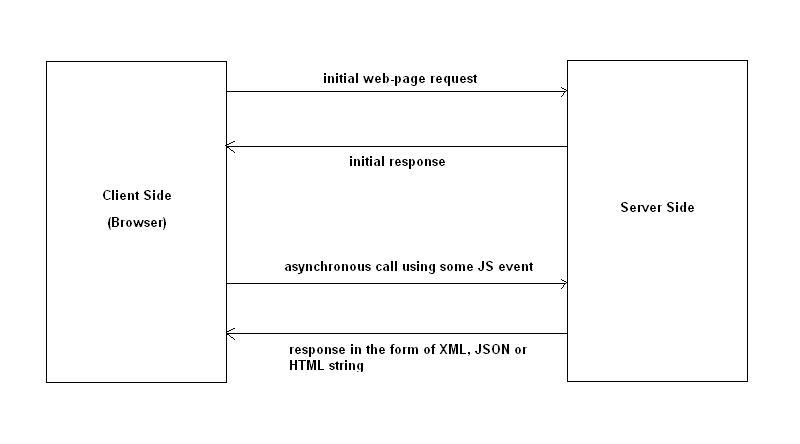 initial web-page request
initial response
Client Side
(Browser)
Server Side
asynchronous call using some JS event
response in the form of XML, JSON or
HTML string